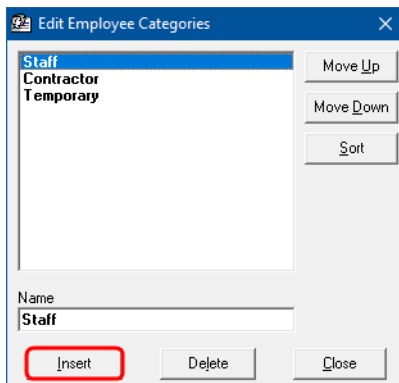 Edit Employee Categories
Staff
Contractor
Temporary
Move Up
Move Down
Sort
Name
Staff
Insert
Delete
Close